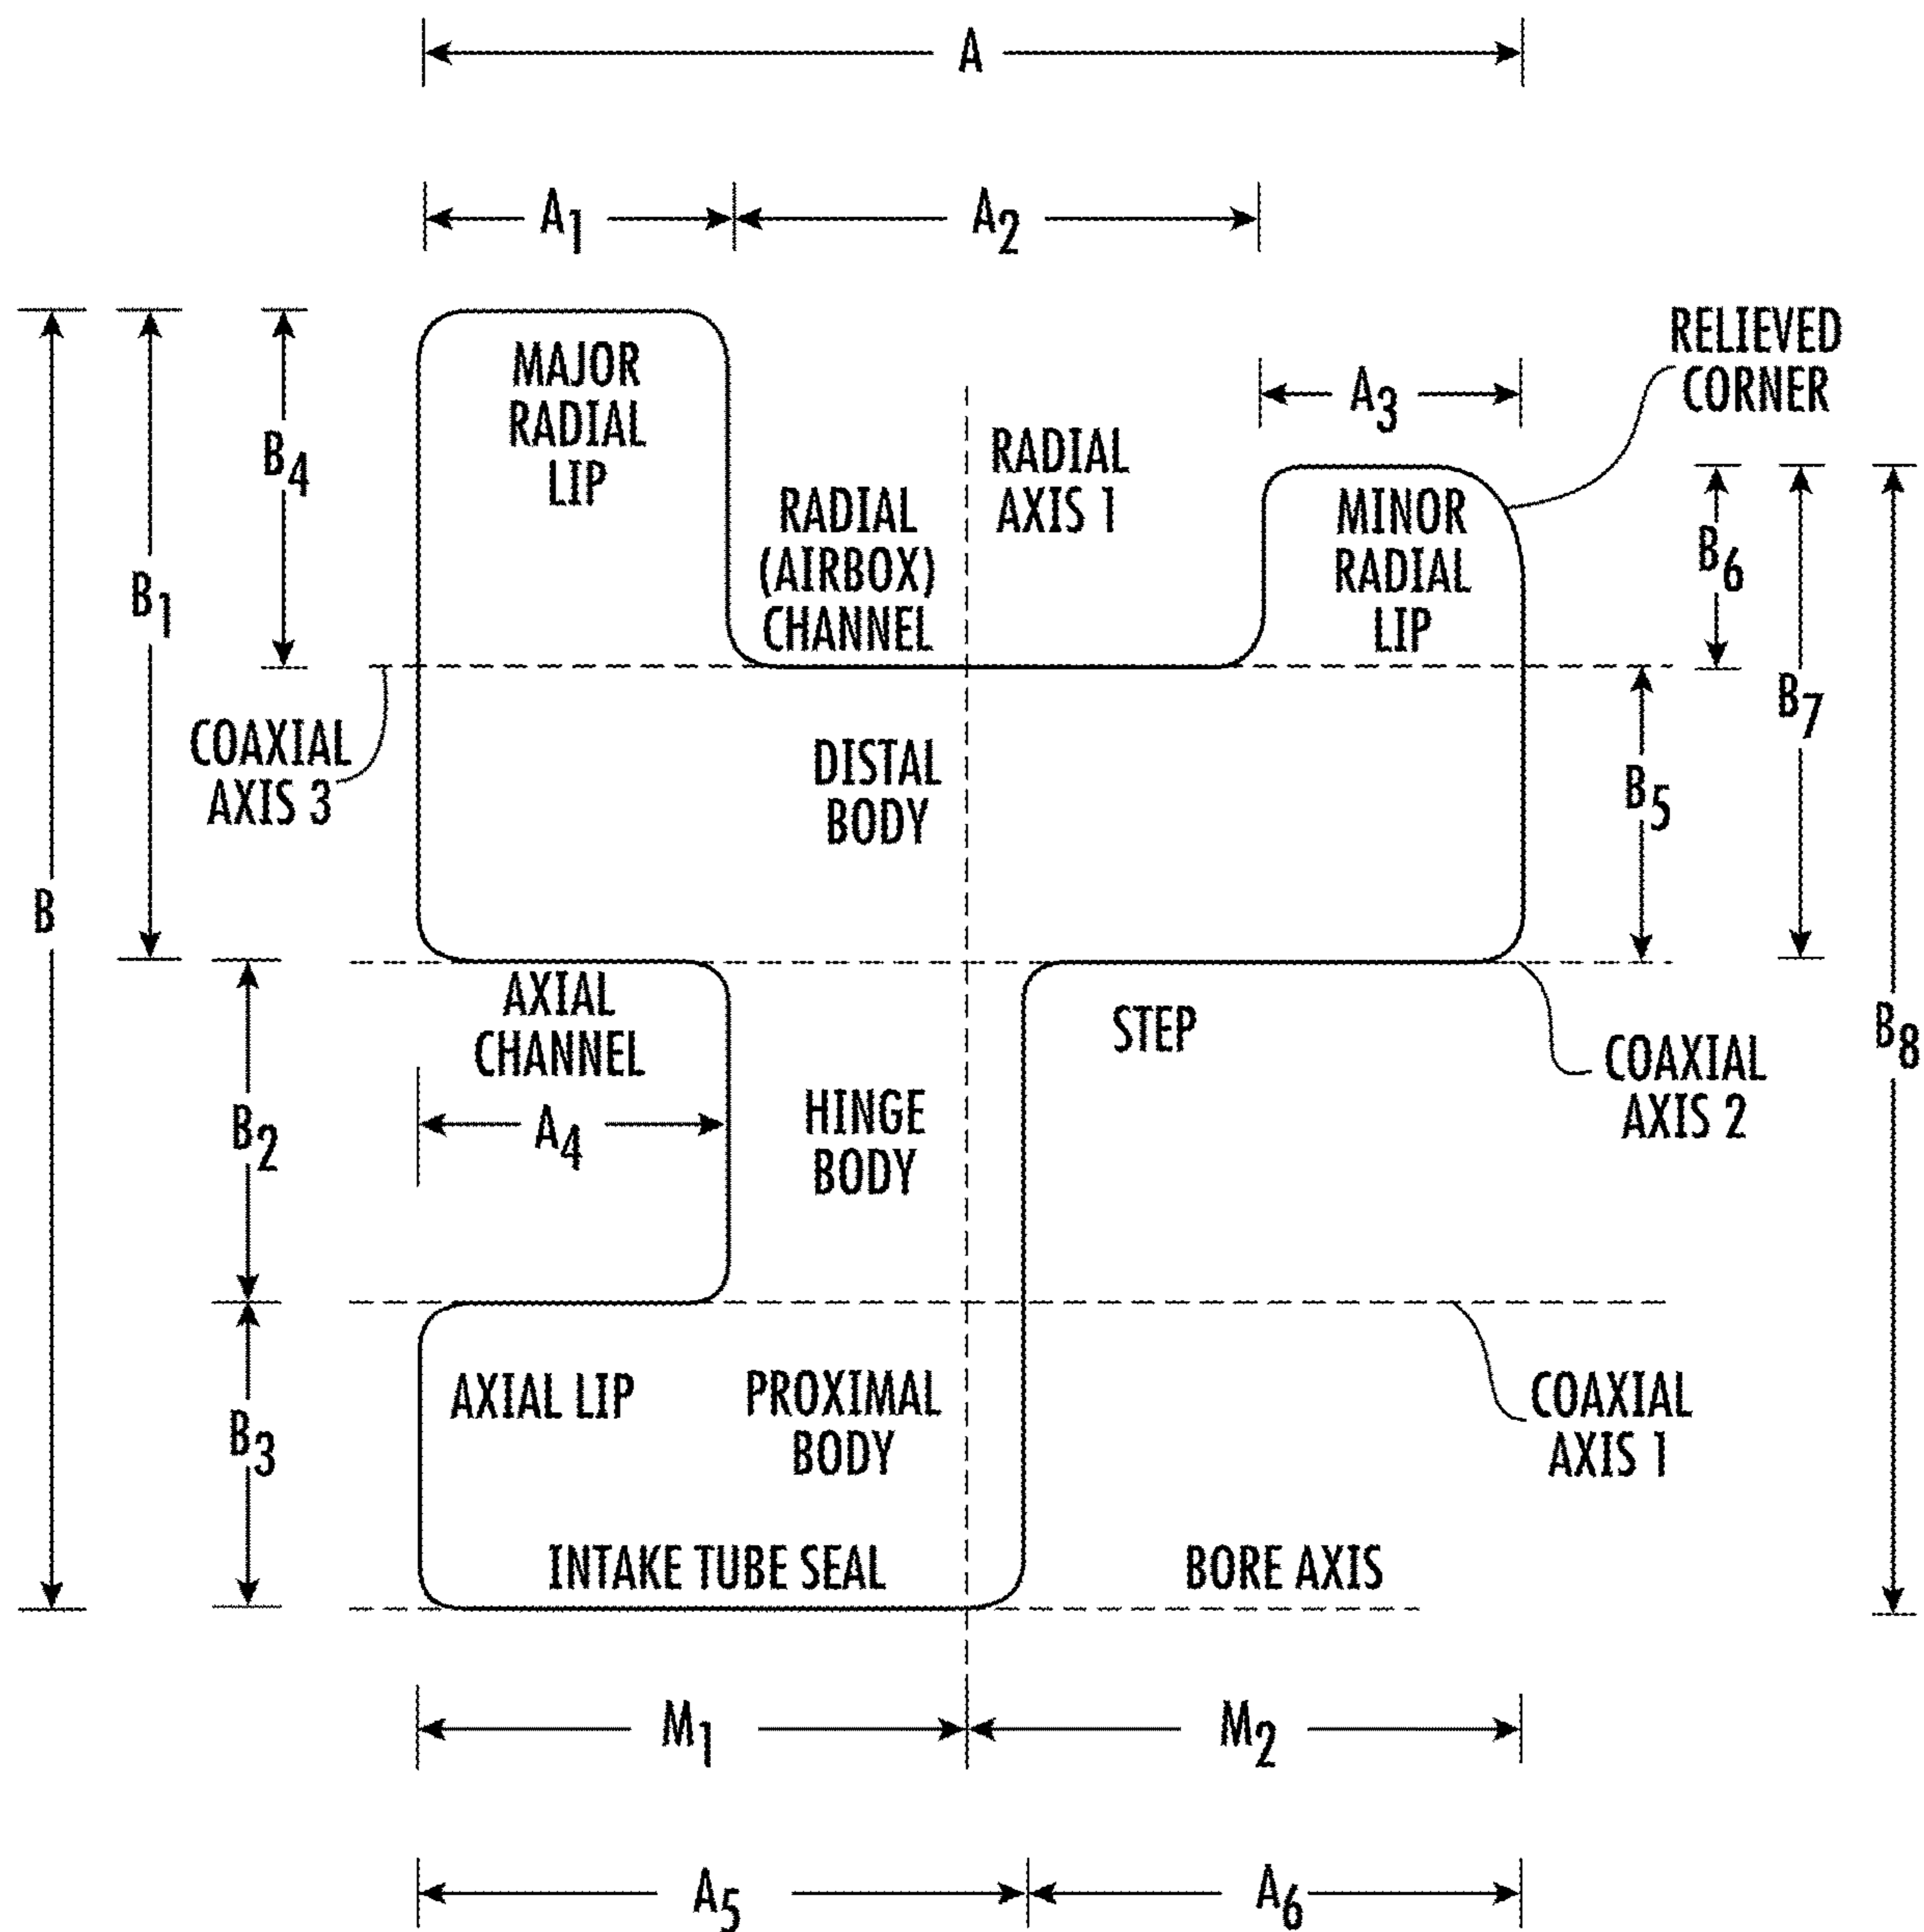 A
A1
A2
RELIEVED
CORNER
MAJOR
RADIAL
LIP
A3
B4
RADIAL
AXIS 1
RADIAL
(AIRBOX)
CHANNEL
MINOR
RADIAL
LIP
B6
B1
B7
COAXIAL
AXIS 3
DISTAL
BODY
B5
B
AXIAL
CHANNEL
STEP
B8
COAXIAL
AXIS 2
A4
HINGE
BODY
B2
AXIAL LIP
PROXIMAL
BODY
COAXIAL
AXIS 1
B3
INTAKE TUBE SEAL
BORE AXIS
M1
M2
A5
A6